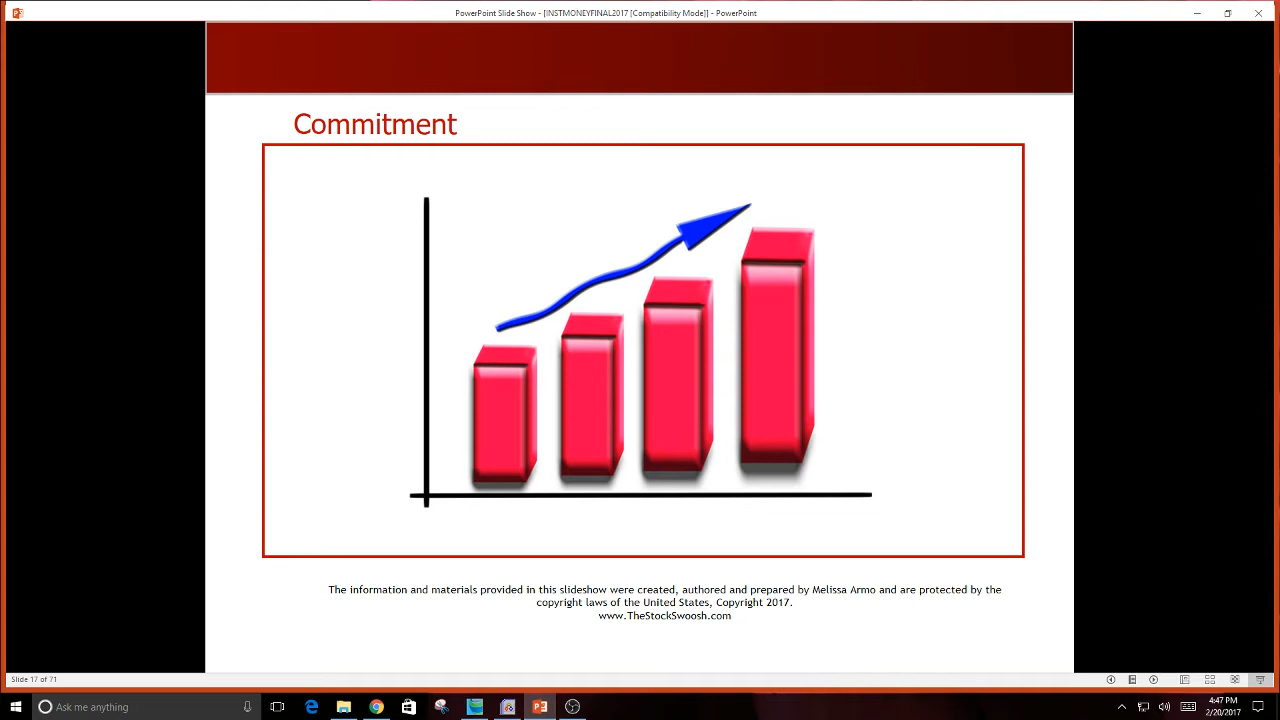 PowerPoint Slide Show - [INSTMONEYFINAL2017 [Compatibility Mode]] - PowerPoint
Commitment
The information and materials provided in this slideshow were created, authored and prepared by Melissa Armo and are protected by the
copyright laws of the United States, Copyright 2017.
www.TheStockSwoosh.com
Slide 17 of 71
Ask me anything
4:47 PM
2/20/2017